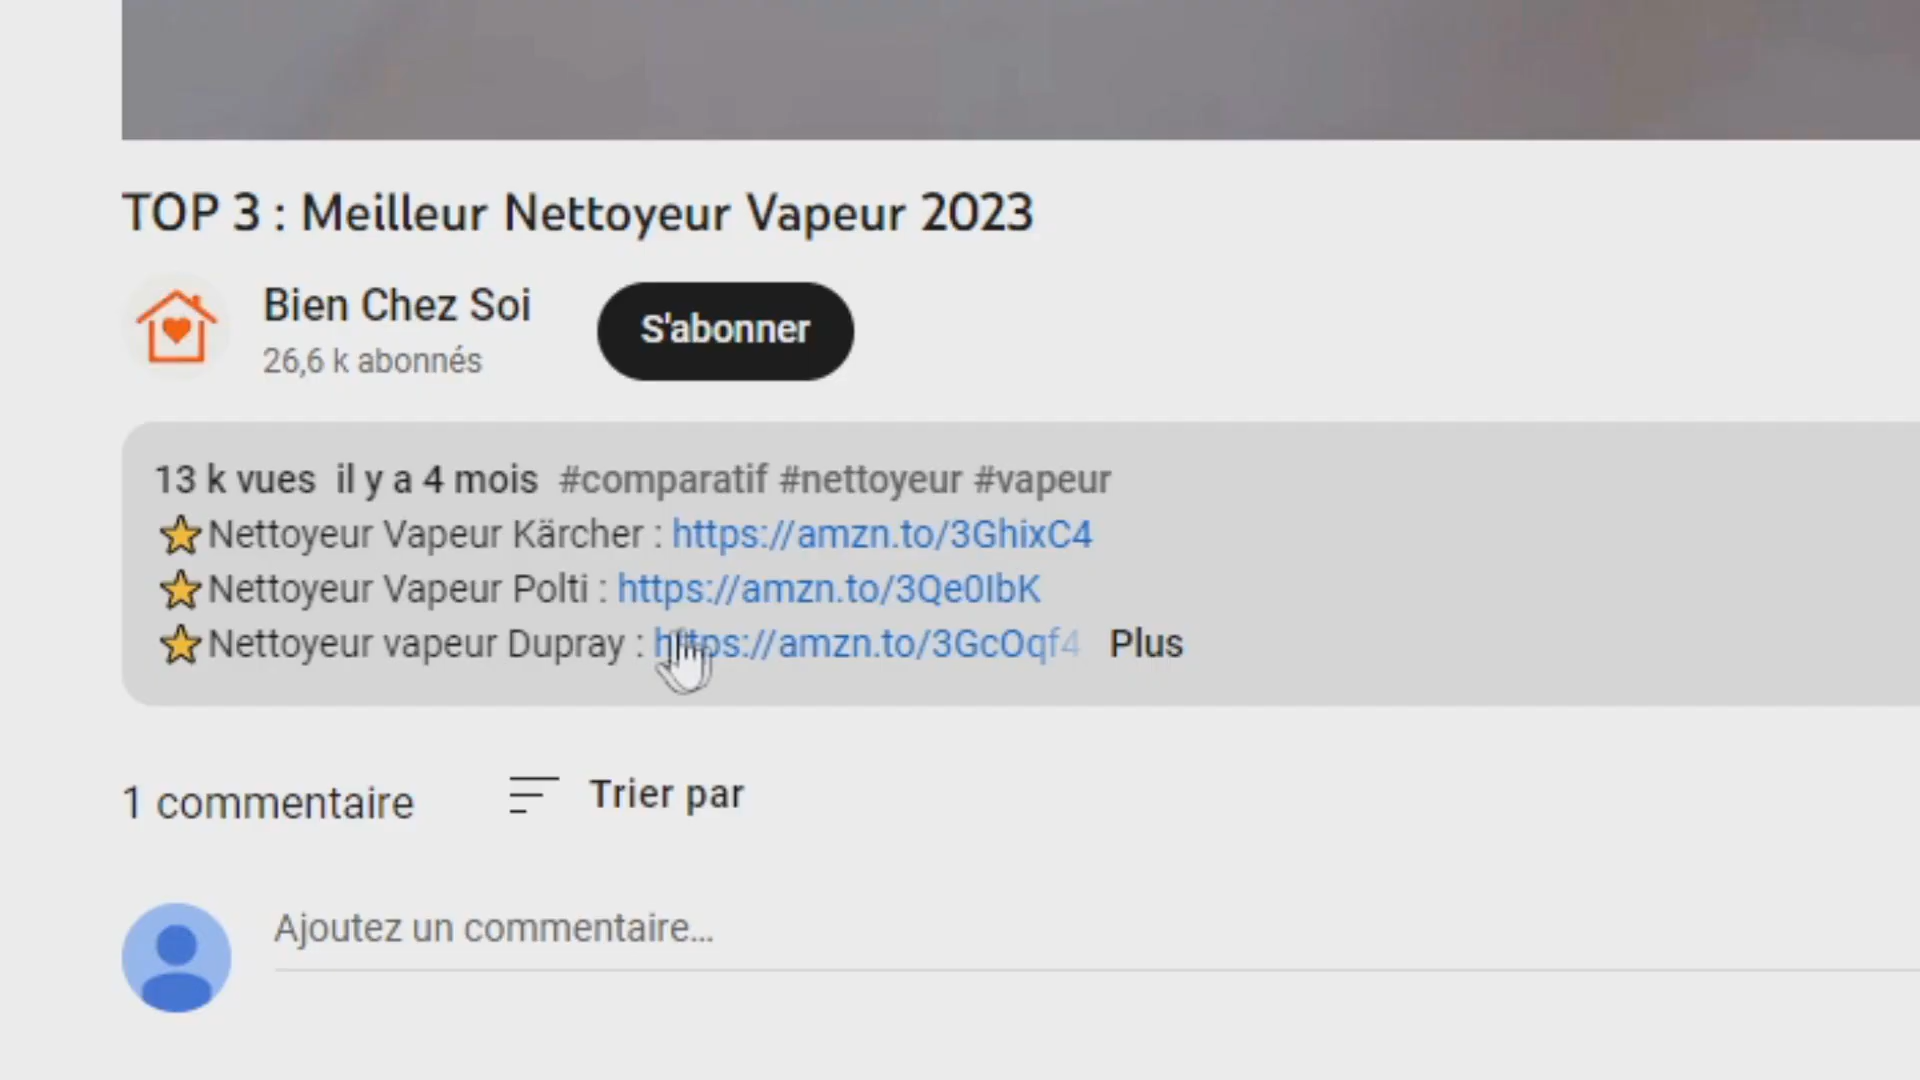 TOP 3 : Meilleur Nettoyeur Vapeur 2023
Bien Chez Soi
26,6 k abonnés
S'abonner
13 k vues il y a 4 mois #comparatif #nettoyeur #vapeur
⭐Nettoyeur Vapeur Kärcher : https://amzn.to/3GhixC4
⭐Nettoyeur Vapeur Polti : https://amzn.to/3Qe0IbK
⭐Nettoyeur vapeur Dupray : https://amzn.to/3GcOqf4 Plus
1 commentaire
Trier par
Ajoutez un commentaire...